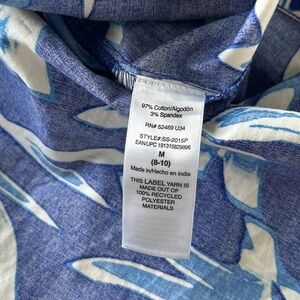 97% Cotton/Algodón
3% Spandex
RN# 52469 U34
STYLE#:SS-2015P
EAN/UPC 191315829896
M
(8-10)
Made in/Hecho en India
THIS LABEL YARN IS
MADE OUT OF
100% RECYCLED
POLYESTER
MATERIALS